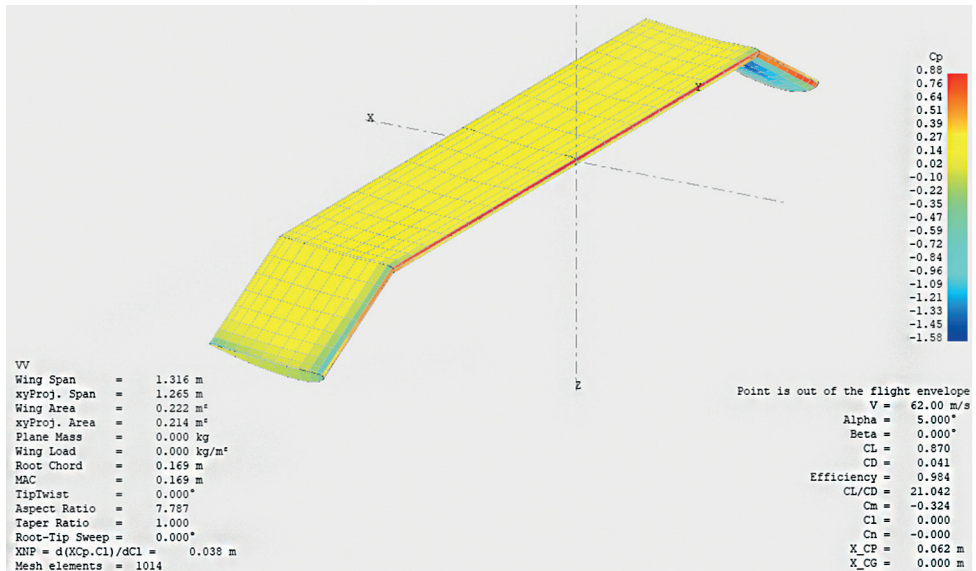 X
Y
Z
Cp
0.88
0.76
0.64
0.51
0.39
0.27
0.14
0.02
-0.10
-0.22
-0.35
-0.47
-0.59
-0.72
-0.84
-0.96
-1.09
-1.21
-1.33
-1.45
-1.58
VV
Wing Span = 1.316 m
xyProj. Span = 1.265 m
Wing Area = 0.222 m²
xyProj. Area = 0.214 m²
Plane Mass = 0.000 kg
Wing Load = 0.000 kg/m²
Root Chord = 0.169 m
MAC = 0.169 m
TipTwist = 0.000°
Aspect Ratio = 7.787
Taper Ratio = 1.000
Root-Tip Sweep = 0.000°
XNP = d(XCp.Cl)/dCl = 0.038 m
Mesh elements = 1014
Point is out of the flight envelope
V = 62.00 m/s
Alpha = 5.000°
Beta = 0.000°
CL = 0.870
CD = 0.041
Efficiency = 0.984
CL/CD = 21.042
Cm = -0.324
Cl = 0.000
Cn = -0.000
X_CP = 0.062 m
X_CG = 0.000 m